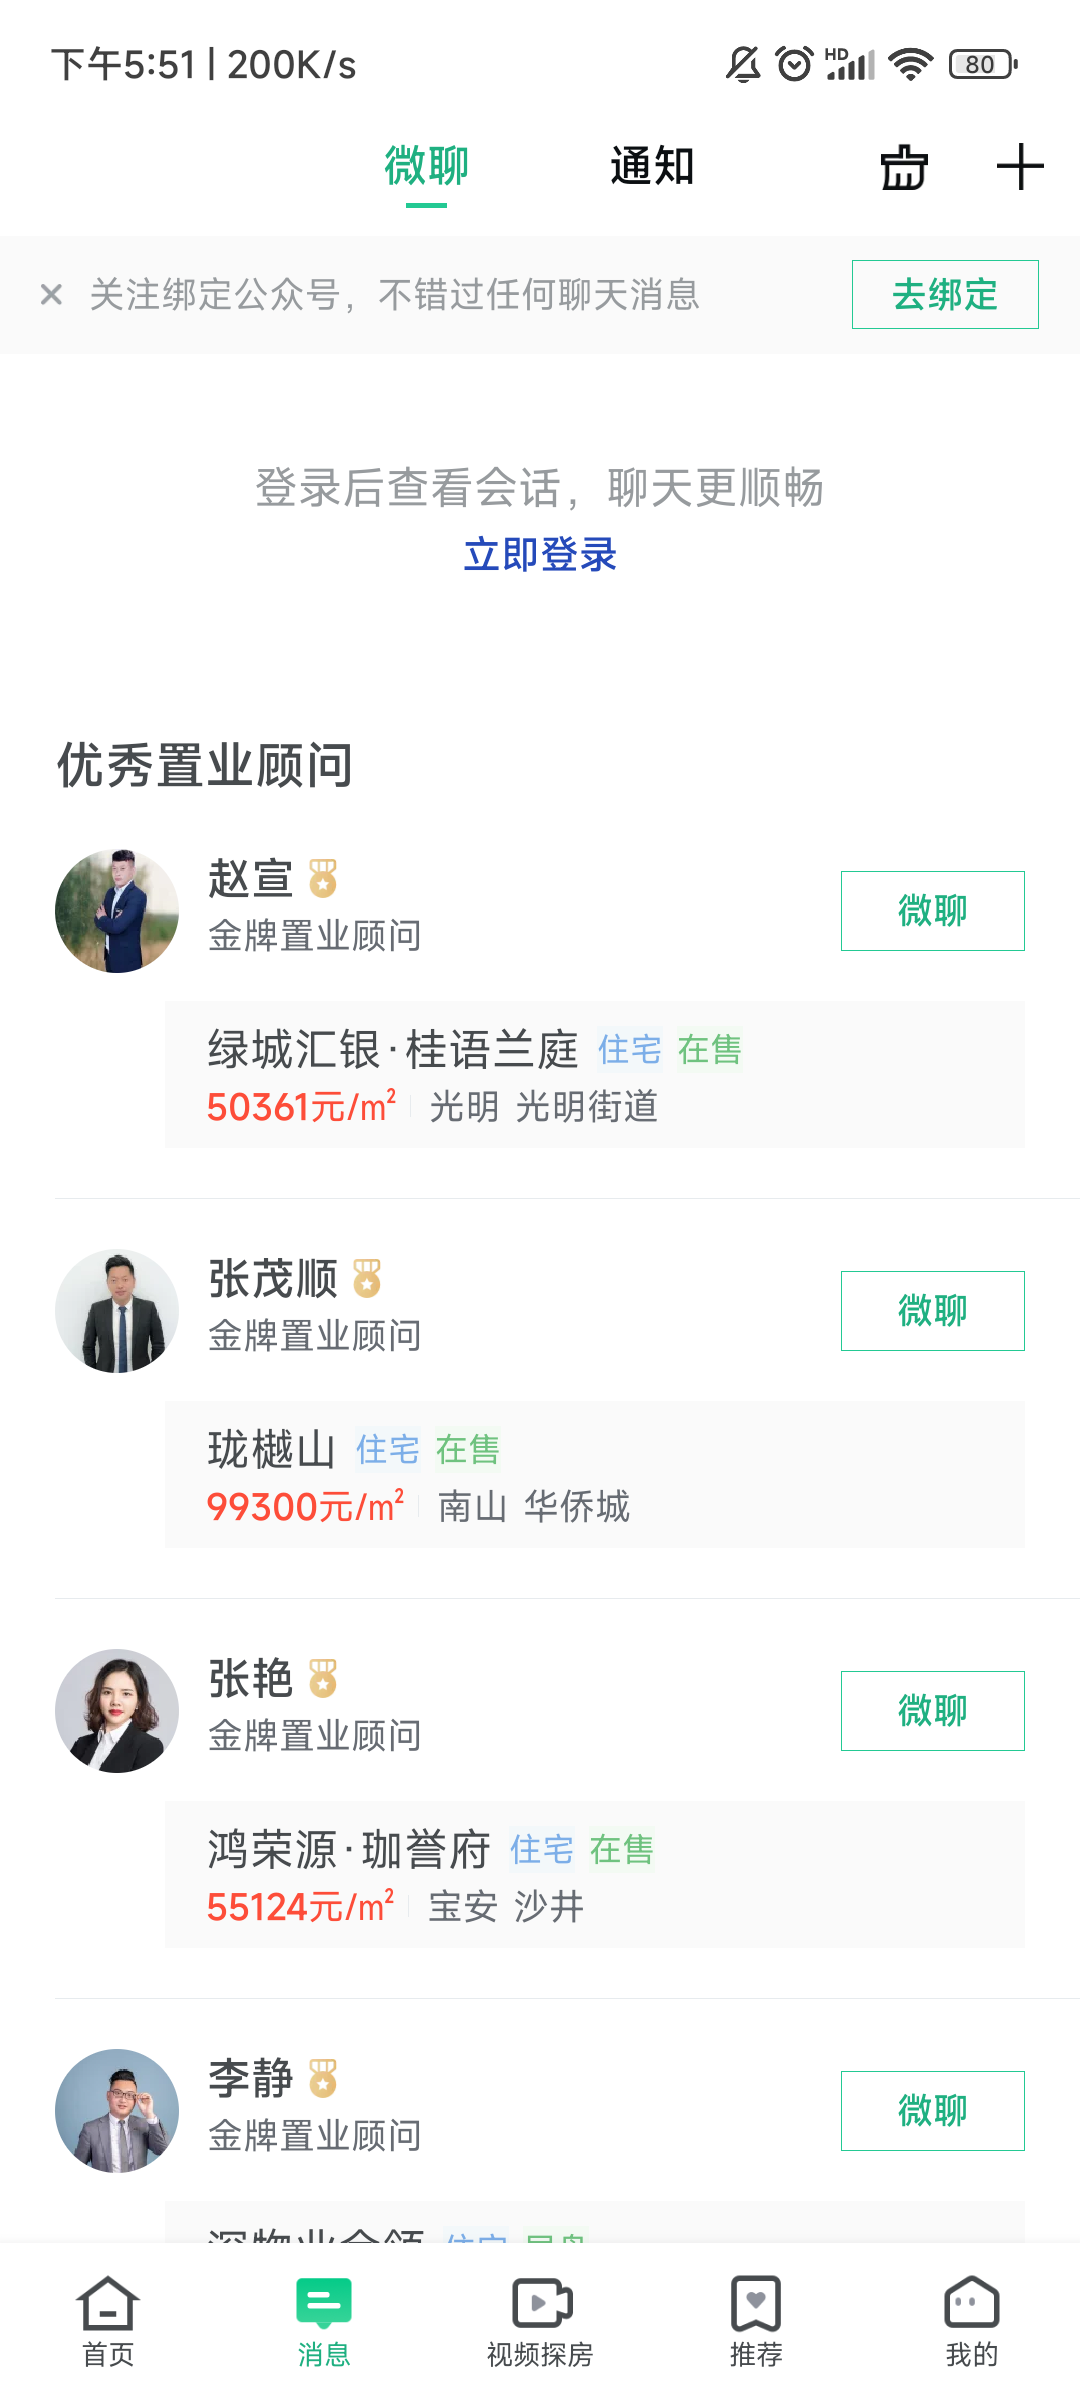 下午5:51 | 200K/s
HD
80
微聊
通知
关注绑定公众号，不错过任何聊天消息
去绑定
登录后查看会话，聊天更顺畅
立即登录
优秀置业顾问
赵宣
金牌置业顾问
微聊
绿城汇银·桂语兰庭 住宅 在售
50361元/m² 光明 光明街道
张茂顺
金牌置业顾问
微聊
珑樾山 住宅 在售
99300元/m² 南山 华侨城
张艳
金牌置业顾问
微聊
鸿荣源·珈誉府 住宅 在售
55124元/m² 宝安 沙井
李静
金牌置业顾问
微聊
首页
消息
视频探房
推荐
我的